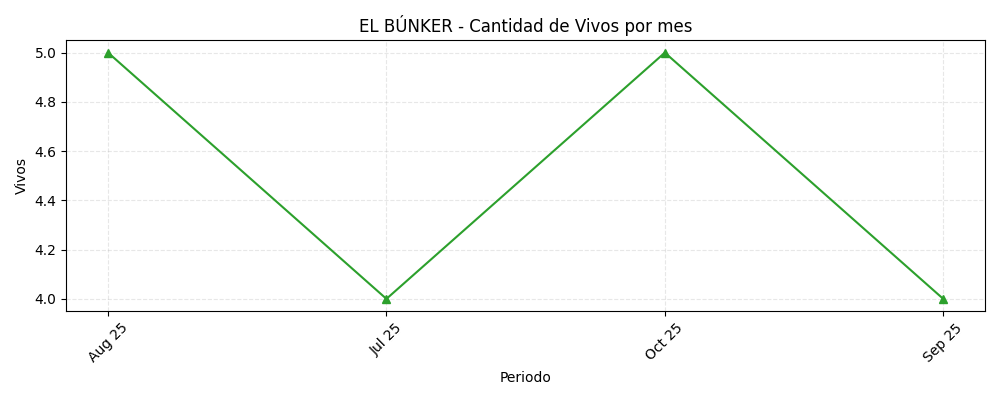 EL BÚNKER - Cantidad de Vivos por mes
Vivos
5.0
4.8
4.6
4.4
4.2
4.0
Aug 25
Jul 25
Oct 25
Sep 25
Periodo